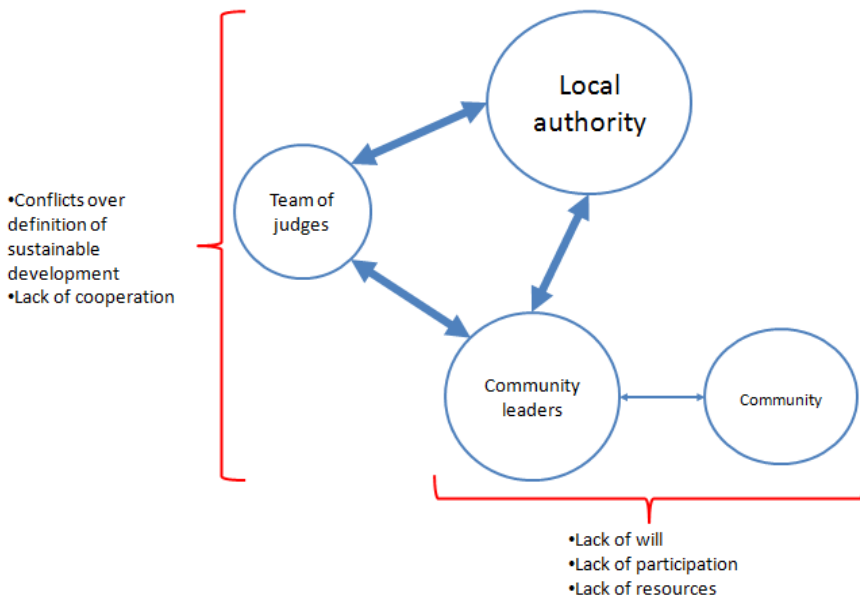 Local
authority
Team of
judges
•Conflicts over
definition of
sustainable
development
•Lack of cooperation
Community
leaders
Community
•Lack of will
•Lack of participation
•Lack of resources